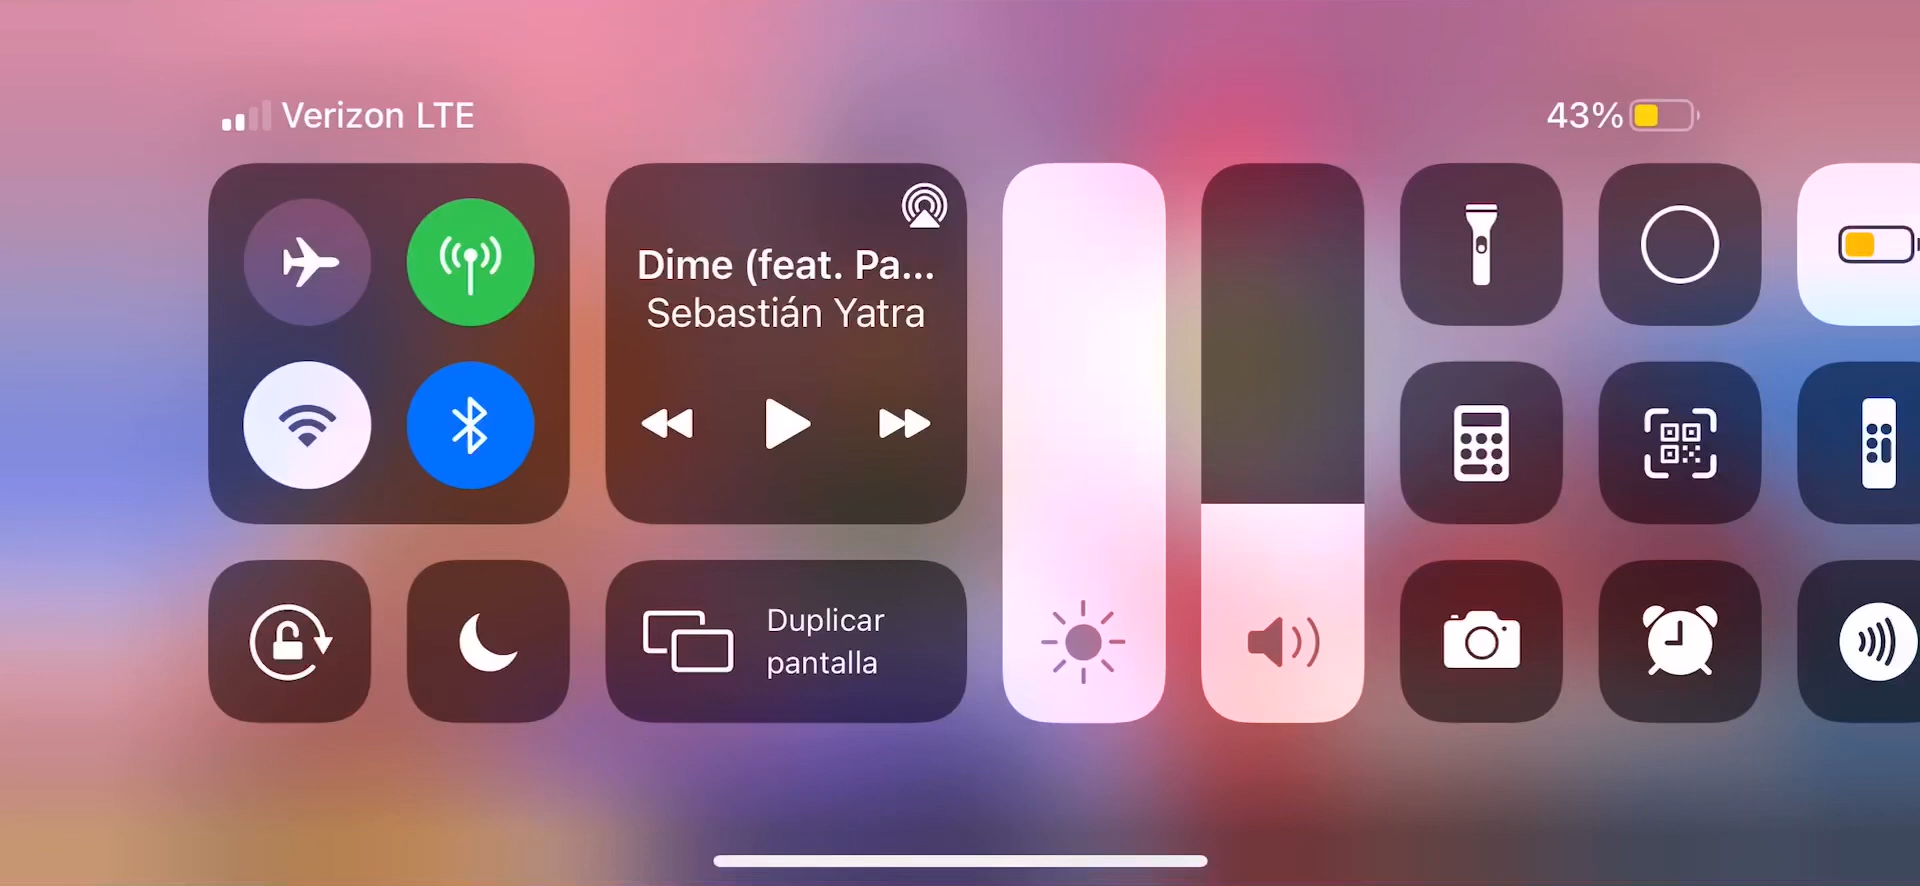 Verizon LTE
43%
Dime (feat. Pa...
Sebastián Yatra
Duplicar
pantalla